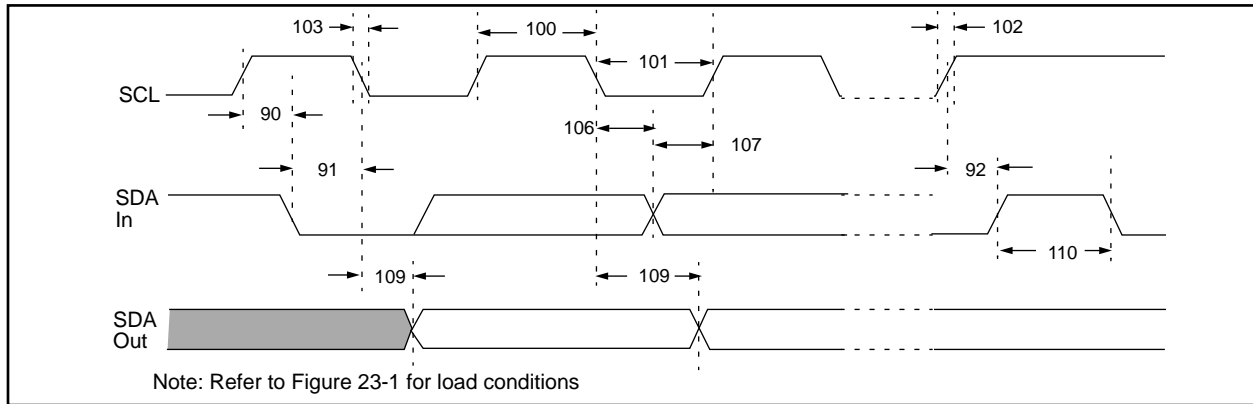 103
100
102
101
SCL
90
106
107
91
92
SDA
In
110
109
109
SDA
Out
Note: Refer to Figure 23-1 for load conditions